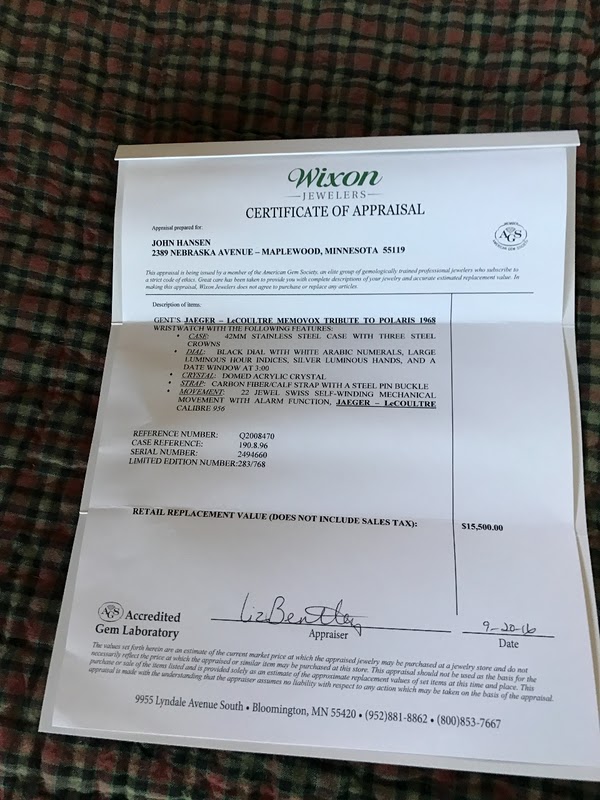 Wixon
JEWELERS
CERTIFICATE OF APPRAISAL
Appraisal prepared for:
JOHN HANSEN
2389 NEBRASKA AVENUE – MAPLEWOOD, MINNESOTA 55119
AGS
This appraisal is being issued by a member of the American Gem Society, an elite group of gemologically trained professional jewelers who subscribe to
a strict code of ethics. Great care has been taken to provide you with complete descriptions of your jewelry and accurate estimated replacement value. In
making this appraisal, Wixon Jewelers does not agree to purchase or replace any articles.
Description of items:
GENT'S JAEGER – LeCOULTRE MEMOVOX TRIBUTE TO POLARIS 1968
WRISTWATCH WITH THE FOLLOWING FEATURES:
• CASE: 42MM STAINLESS STEEL CASE WITH THREE STEEL
CROWNS
• DIAL: BLACK DIAL WITH WHITE ARABIC NUMERALS, LARGE
LUMINOUS HOUR INDICES, SILVER LUMINOUS HANDS, AND A
DATE WINDOW AT 3:00
• CRYSTAL: DOMED ACRYLIC CRYSTAL
• STRAP: CARBON FIBER/CALF STRAP WITH A STEEL PIN BUCKLE
• MOVEMENT: 22 JEWEL SWISS SELF-WINDING MECHANICAL
MOVEMENT WITH ALARM FUNCTION, JAEGER – LeCOULTRE
CALIBRE 956
REFERENCE NUMBER: Q2008470
CASE REFERENCE: 190.8.96
SERIAL NUMBER: 2494660
LIMITED EDITION NUMBER:283/768
RETAIL REPLACEMENT VALUE (DOES NOT INCLUDE SALES TAX): $15,500.00
AGS Accredited
Gem Laboratory
Liz Bentley
Appraiser
9-20-16
Date
The values set forth herein are an estimate of the current market price at which the appraised jewelry may be purchased at a jewelry store and do not
necessarily reflect the price at which the appraised or similar item may be purchased at this store. This appraisal should not be used as the basis for the
purchase or sale of the items listed and is provided solely as an estimate of the approximate replacement values of set items at this time and place. This
appraisal is made with the understanding that the appraiser assumes no liability with respect to any action which may be taken on the basis of the appraisal.
9955 Lyndale Avenue South • Bloomington, MN 55420 • (952)881-8862 • (800)853-7667